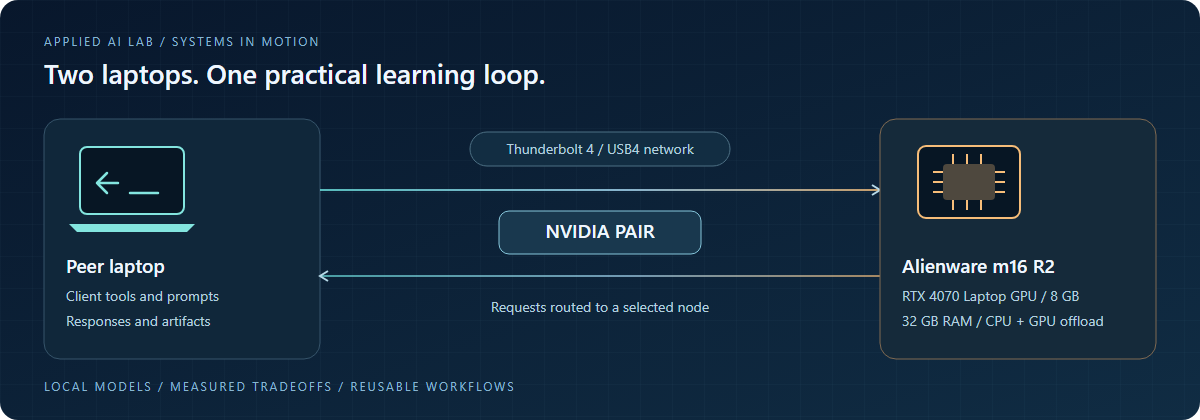 APPLIED AI LAB / SYSTEMS IN MOTION
Two laptops. One practical learning loop.
Thunderbolt 4 / USB4 network
NVIDIA PAIR
Requests routed to a selected node
Peer laptop
Client tools and prompts
Responses and artifacts
Alienware m16 R2
RTX 4070 Laptop GPU / 8 GB
32 GB RAM / CPU + GPU offload
LOCAL MODELS / MEASURED TRADEOFFS / REUSABLE WORKFLOWS